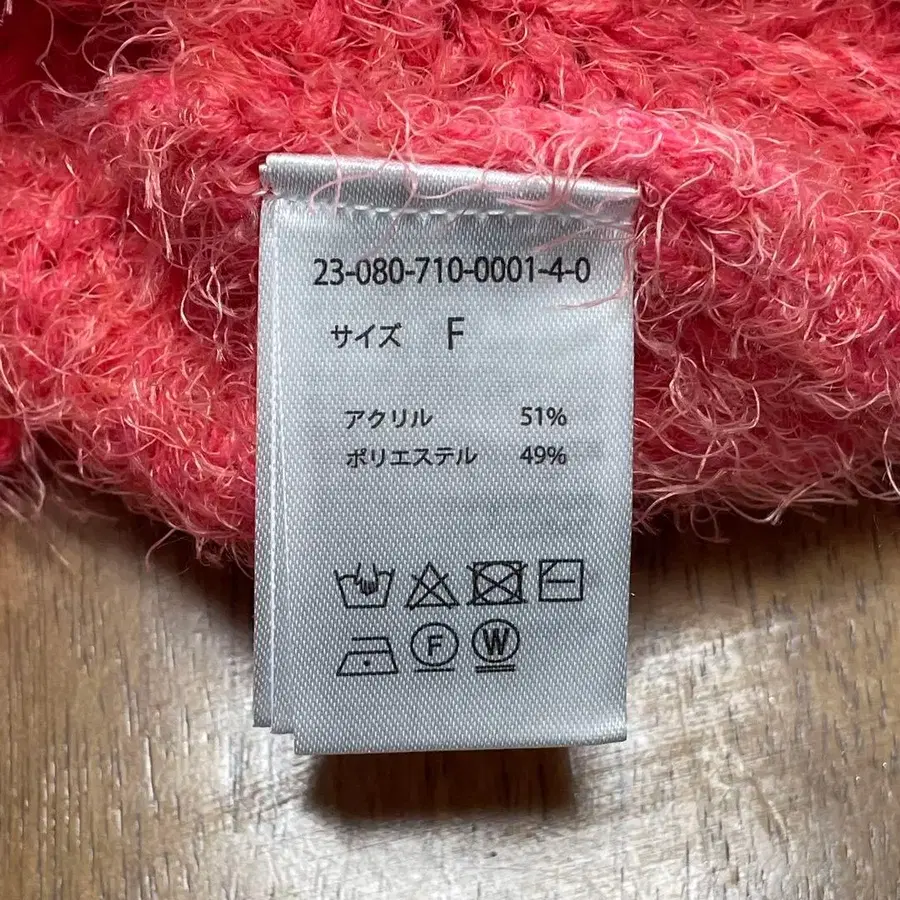 23-080-710-0001-4-0
サイズ F
アクリル 51%
ポリエステル 49%
F W